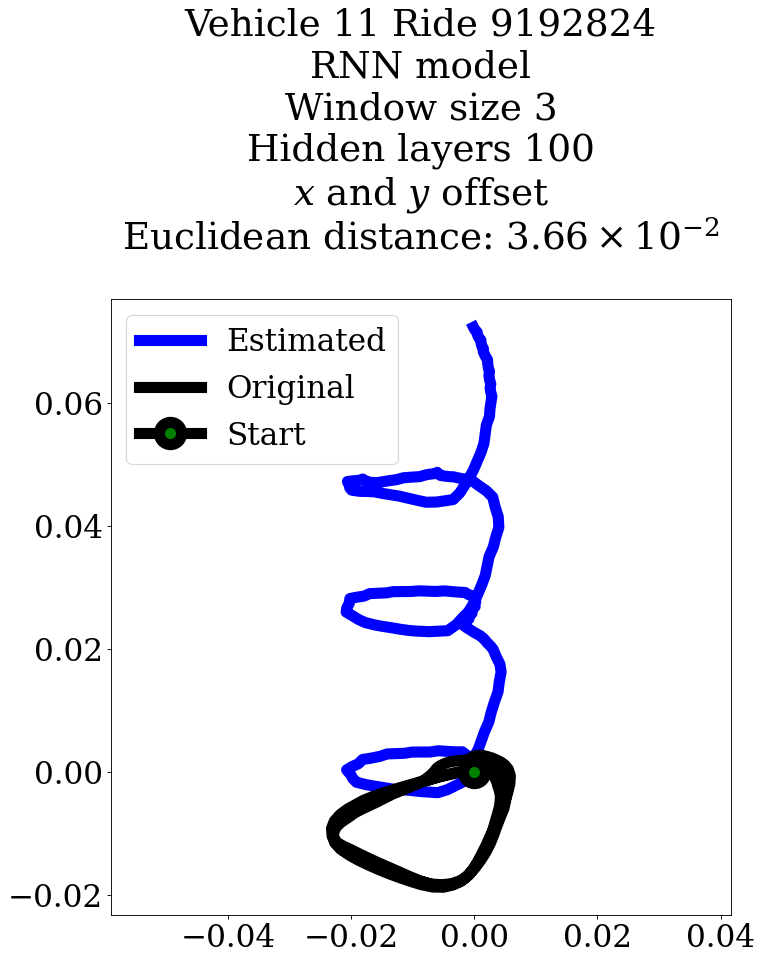 Vehicle 11 Ride 9192824
RNN model
Window size 3
Hidden layers 100
x and y offset
Euclidean distance: 3.66 × 10⁻²
Estimated
Original
Start
0.06
0.04
0.02
0.00
−0.02
−0.04 −0.02 0.00 0.02 0.04